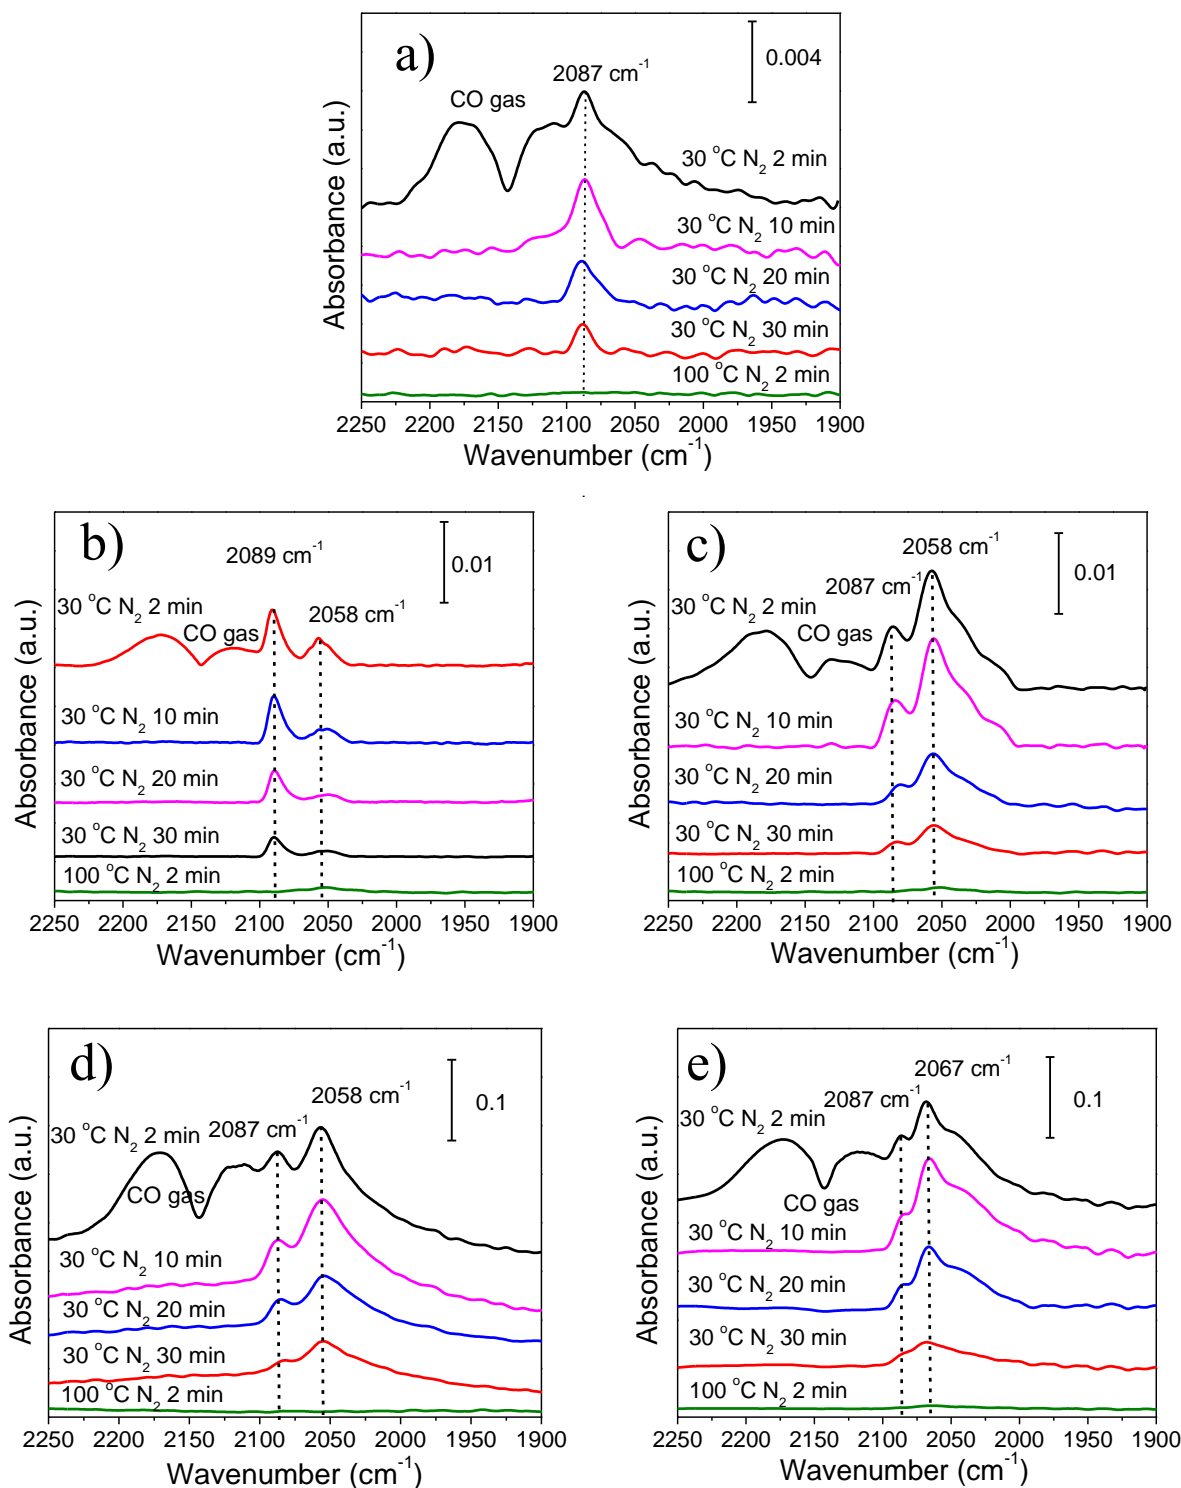 a)
0.004
2087 cm⁻¹
CO gas
30 °C N₂ 2 min
30 °C N₂ 10 min
30 °C N₂ 20 min
30 °C N₂ 30 min
100 °C N₂ 2 min
Absorbance (a.u.)
2250 2200 2150 2100 2050 2000 1950 1900
Wavenumber (cm⁻¹)
b)
2089 cm⁻¹
0.01
30 °C N₂ 2 min
2058 cm⁻¹
CO gas
30 °C N₂ 10 min
30 °C N₂ 20 min
30 °C N₂ 30 min
100 °C N₂ 2 min
Absorbance (a.u.)
2250 2200 2150 2100 2050 2000 1950 1900
Wavenumber (cm⁻¹)
c)
2058 cm⁻¹
0.01
2087 cm⁻¹
30 °C N₂ 2 min
CO gas
30 °C N₂ 10 min
30 °C N₂ 20 min
30 °C N₂ 30 min
100 °C N₂ 2 min
Absorbance (a.u.)
2250 2200 2150 2100 2050 2000 1950 1900
Wavenumber (cm⁻¹)
d)
2058 cm⁻¹
0.1
30 °C N₂ 2 min
2087 cm⁻¹
CO gas
30 °C N₂ 10 min
30 °C N₂ 20 min
30 °C N₂ 30 min
100 °C N₂ 2 min
Absorbance (a.u.)
2250 2200 2150 2100 2050 2000 1950 1900
Wavenumber (cm⁻¹)
e)
2067 cm⁻¹
2087 cm⁻¹
0.1
30 °C N₂ 2 min
CO gas
30 °C N₂ 10 min
30 °C N₂ 20 min
30 °C N₂ 30 min
100 °C N₂ 2 min
Absorbance (a.u.)
2250 2200 2150 2100 2050 2000 1950 1900
Wavenumber (cm⁻¹)